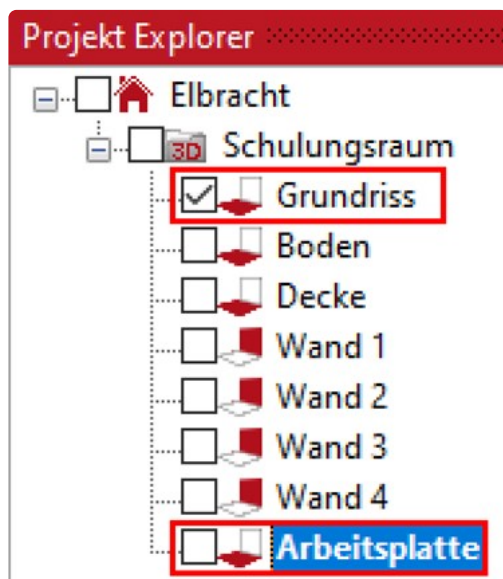 Projekt Explorer
Elbracht
3D Schulungsraum
Grundriss
Boden
Decke
Wand 1
Wand 2
Wand 3
Wand 4
Arbeitsplatte